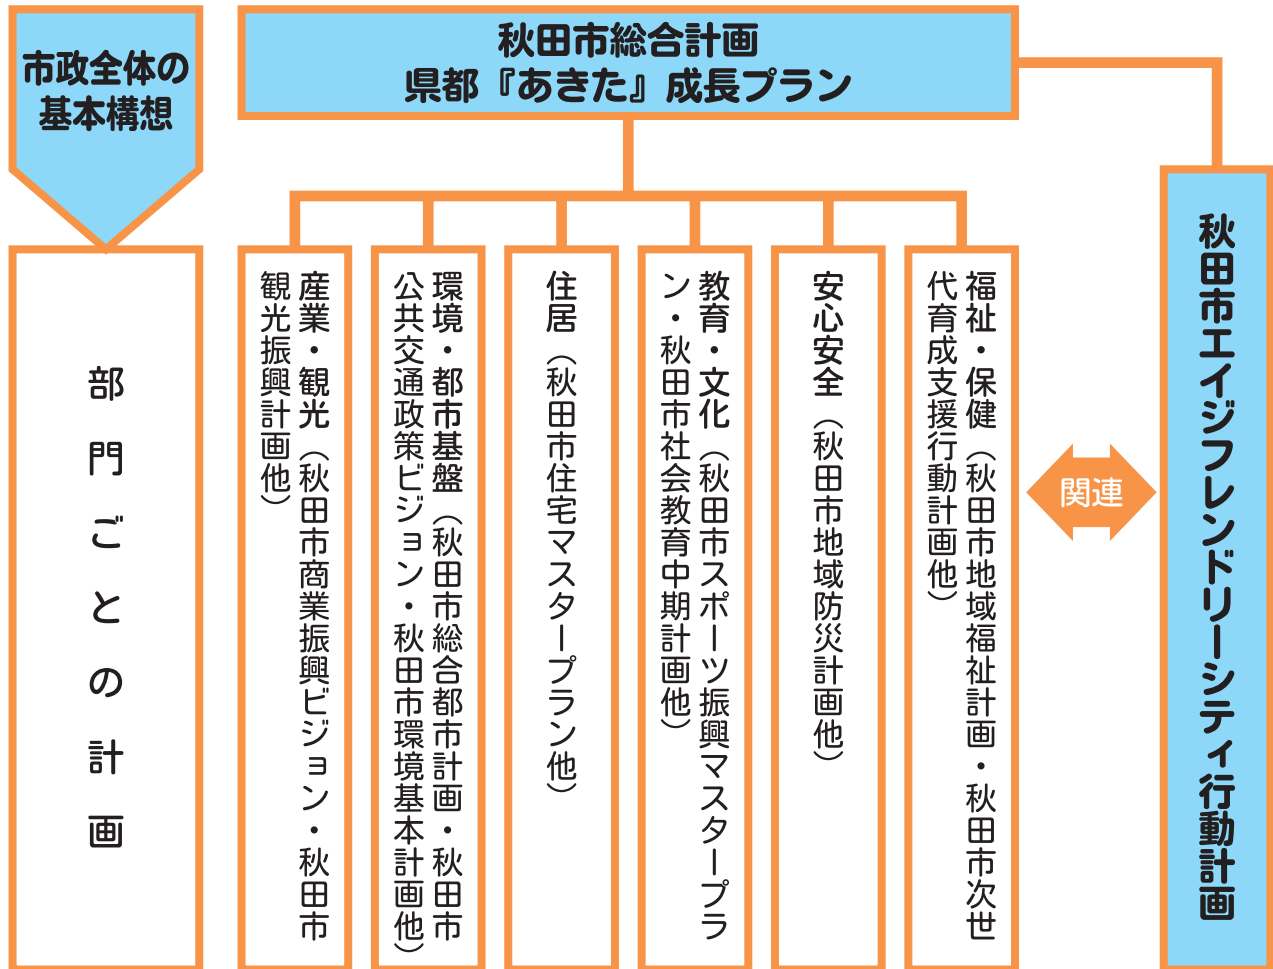 市政全体の
基本構想
秋田市総合計画
県都『あきた』成長プラン
部門ごとの計画
産業・観光（秋田市商業振興ビジョン・秋田市
観光振興計画他）
環境・都市基盤（秋田市総合都市計画・秋田市
公共交通政策ビジョン・秋田市環境基本計画他）
住居（秋田市住宅マスタープラン他）
教育・文化（秋田市スポーツ振興マスタープラ
ン・秋田市社会教育中期計画他）
安心安全（秋田市地域防災計画他）
福祉・保健（秋田市地域福祉計画・秋田市次世
代育成支援行動計画他）
関連
秋田市エイジフレンドリーシティ行動計画